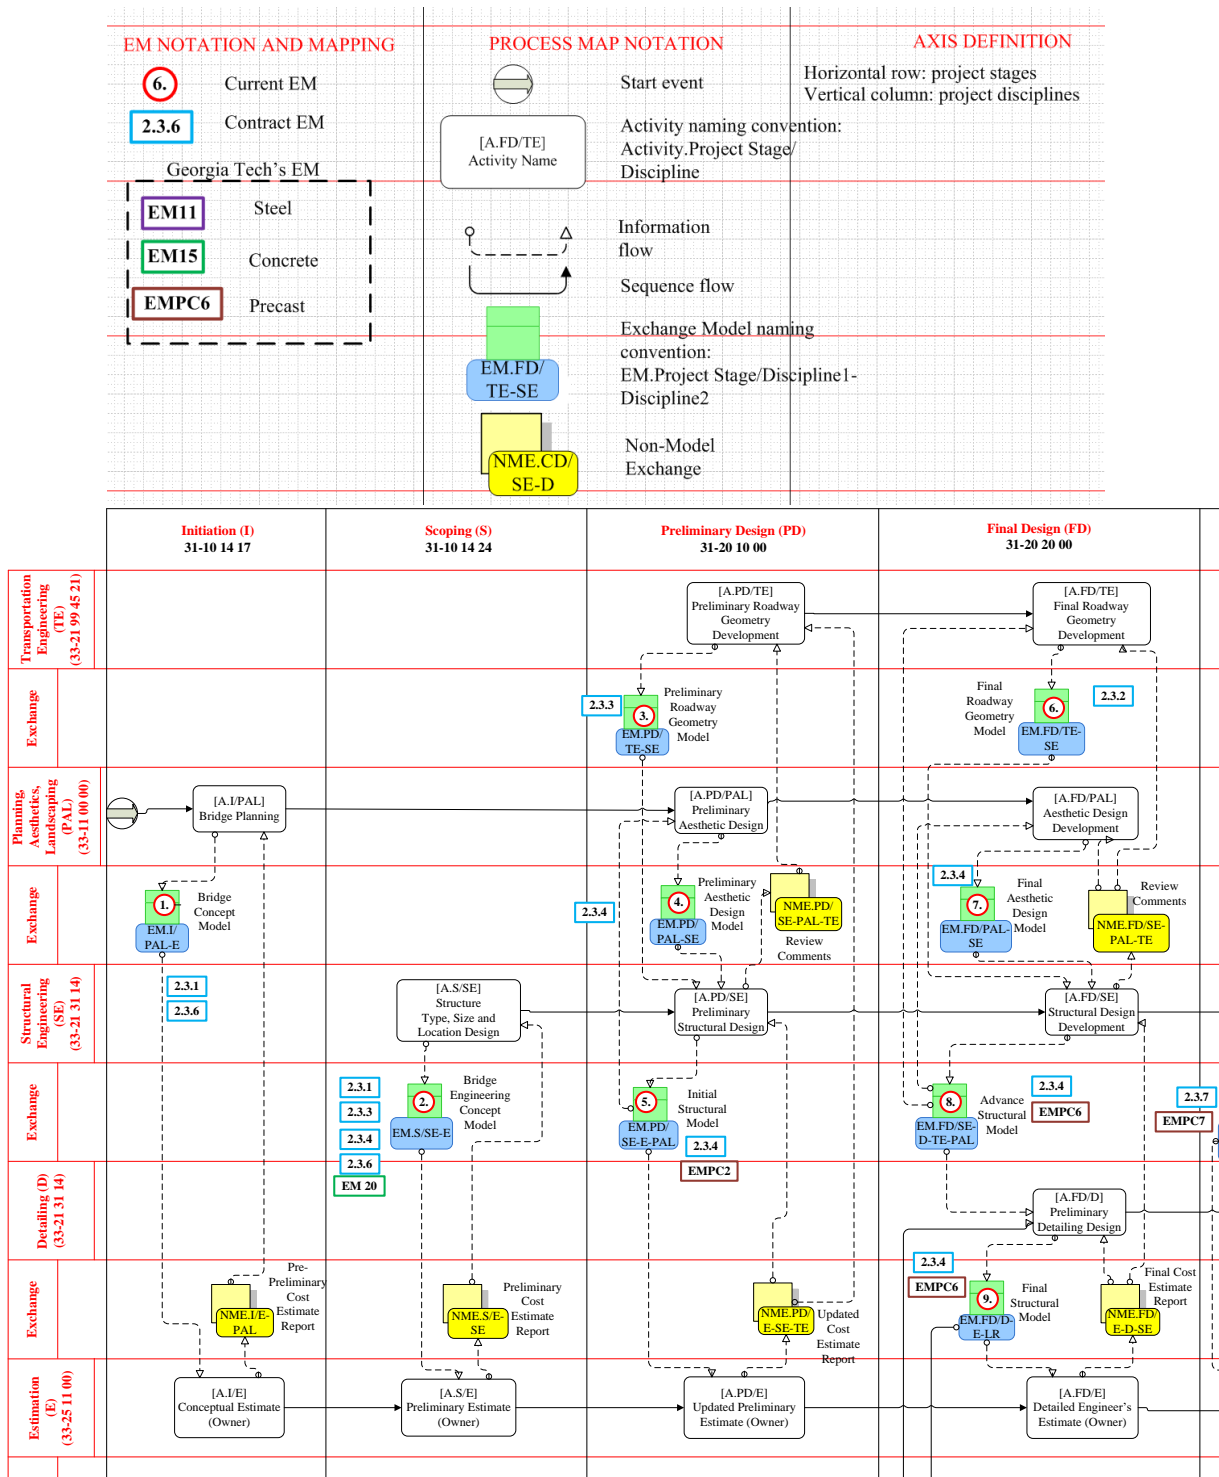 EM NOTATION AND MAPPING
6.
Current EM
2.3.6
Contract EM
Georgia Tech's EM
EM11
Steel
EM15
Concrete
EMPC6
Precast
PROCESS MAP NOTATION
Start event
[A.FD/TE]
Activity Name
Activity naming convention:
Activity.Project Stage/
Discipline
Information
flow
Sequence flow
EM.FD/
TE-SE
Exchange Model naming
convention:
EM.Project Stage/Discipline1-
Discipline2
NME.CD/
SE-D
Non-Model
Exchange
AXIS DEFINITION
Horizontal row: project stages
Vertical column: project disciplines
Initiation (I)
31-10 14 17
Scoping (S)
31-10 14 24
Preliminary Design (PD)
31-20 10 00
Final Design (FD)
31-20 20 00
Transportation
Engineering
(TE)
(33-21 99 45 21)
[A.PD/TE]
Preliminary Roadway
Geometry
Development
[A.FD/TE]
Final Roadway
Geometry
Development
Exchange
2.3.3
3.
EM.PD/
TE-SE
Preliminary
Roadway
Geometry
Model
Final
Roadway
Geometry
Model
6.
EM.FD/TE-
SE
2.3.2
Planning,
Aesthetics,
Landscaping
(PAL)
(33-11 00 00)
[A.I/PAL]
Bridge Planning
[A.PD/PAL]
Preliminary
Aesthetic Design
[A.FD/PAL]
Aesthetic Design
Development
Exchange
1.
EM.I/
PAL-E
Bridge
Concept
Model
2.3.1
2.3.6
2.3.4
4.
EM.PD/
PAL-SE
Preliminary
Aesthetic
Design
Model
NME.PD/
SE-PAL-TE
Review
Comments
2.3.4
7.
EM.FD/PAL-
SE
Final
Aesthetic
Design
Model
NME.FD/SE-
PAL-TE
Review
Comments
Structural
Engineering
(SE)
(33-21 31 14)
[A.S/SE]
Structure
Type, Size and
Location Design
[A.PD/SE]
Preliminary
Structural Design
[A.FD/SE]
Structural Design
Development
Exchange
2.3.1
2.3.3
2.3.4
2.3.6
EM 20
2.
EM.S/SE-E
Bridge
Engineering
Concept
Model
5.
EM.PD/
SE-E-PAL
Initial
Structural
Model
2.3.4
EMPC2
8.
EM.FD/SE-
D-TE-PAL
Advance
Structural
Model
2.3.4
EMPC6
2.3.7
EMPC7
Detailing (D)
(33-21 31 14)
[A.FD/D]
Preliminary
Detailing Design
Exchange
NME.I/E-
PAL
Pre-
Preliminary
Cost
Estimate
Report
NME.S/E-
SE
Preliminary
Cost
Estimate
Report
NME.PD/
E-SE-TE
Updated
Cost
Estimate
Report
2.3.4
EMPC6
9.
EM.FD/D-
E-LR
Final
Structural
Model
NME.FD/
E-D-SE
Final Cost
Estimate
Report
Estimation
(E)
(33-25 11 00)
[A.I/E]
Conceptual Estimate
(Owner)
[A.S/E]
Preliminary Estimate
(Owner)
[A.PD/E]
Updated Preliminary
Estimate (Owner)
[A.FD/E]
Detailed Engineer's
Estimate (Owner)